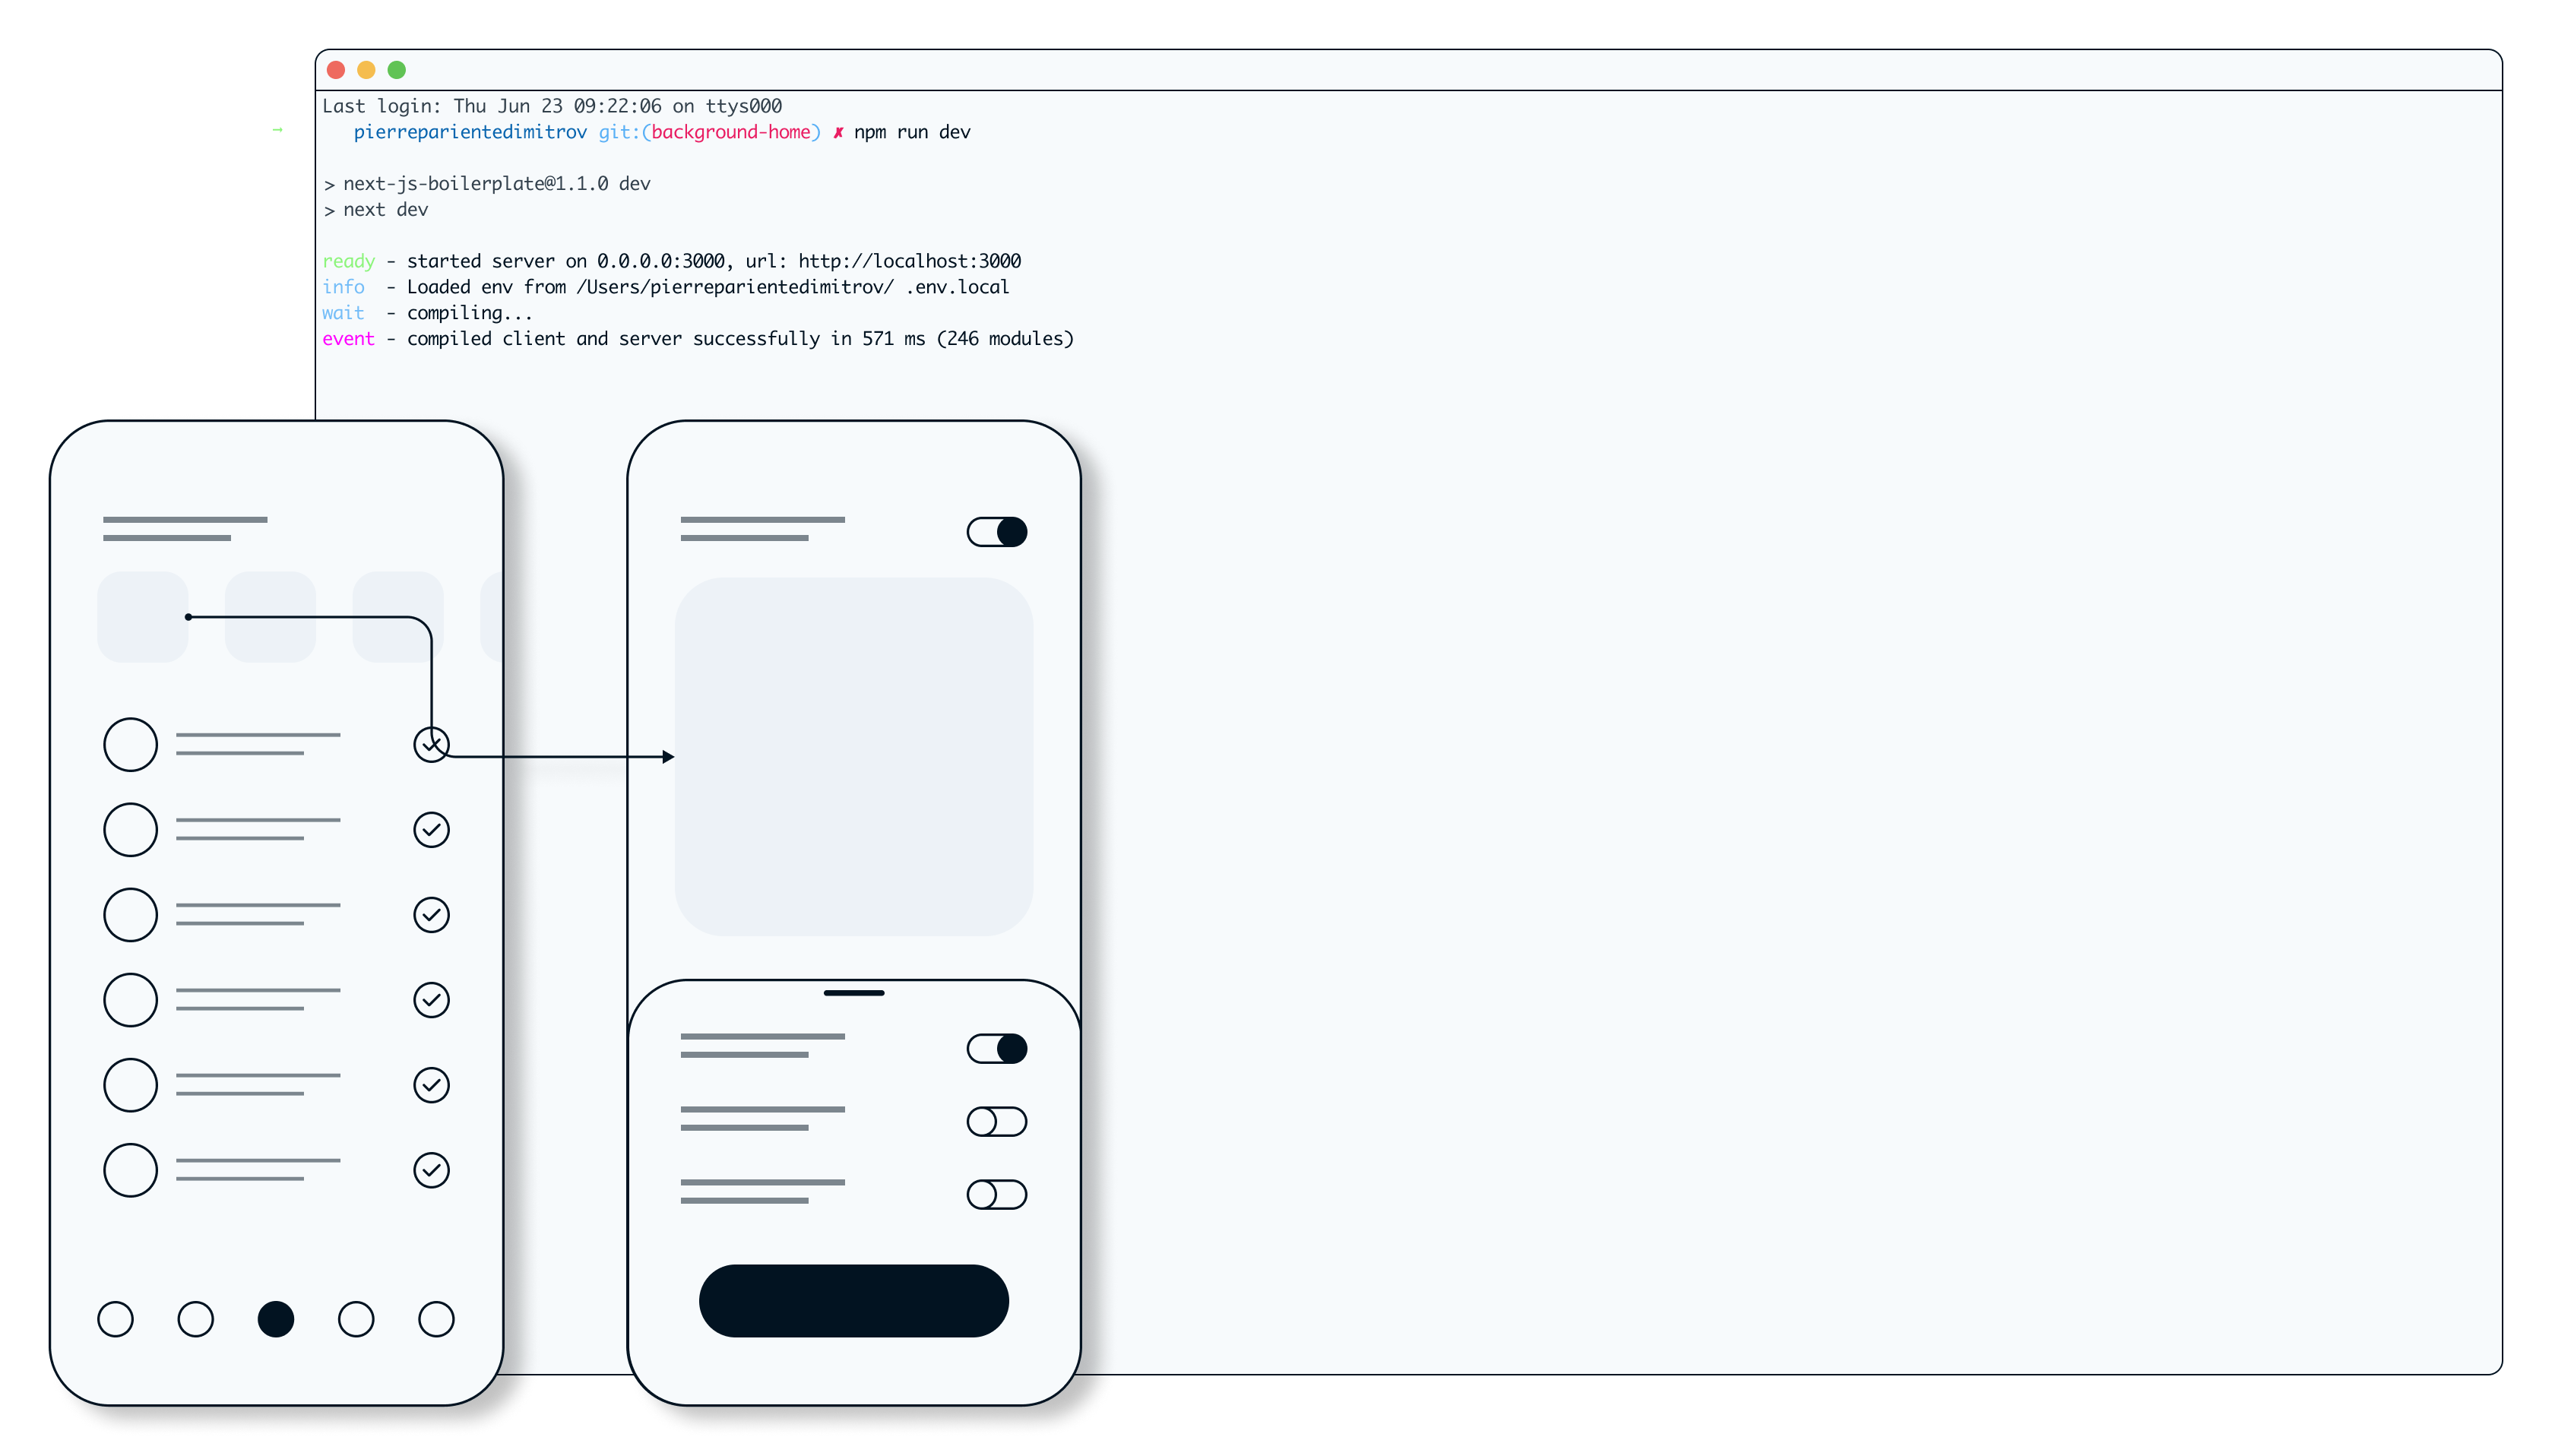 Last login: Thu Jun 23 09:22:06 on ttys000
→ pierreparientedimitrov git:(background-home) ✗ npm run dev
> next-js-boilerplate@1.1.0 dev
> next dev
ready - started server on 0.0.0.0:3000, url: http://localhost:3000
info  - Loaded env from /Users/pierreparientedimitrov/ .env.local
wait  - compiling...
event - compiled client and server successfully in 571 ms (246 modules)